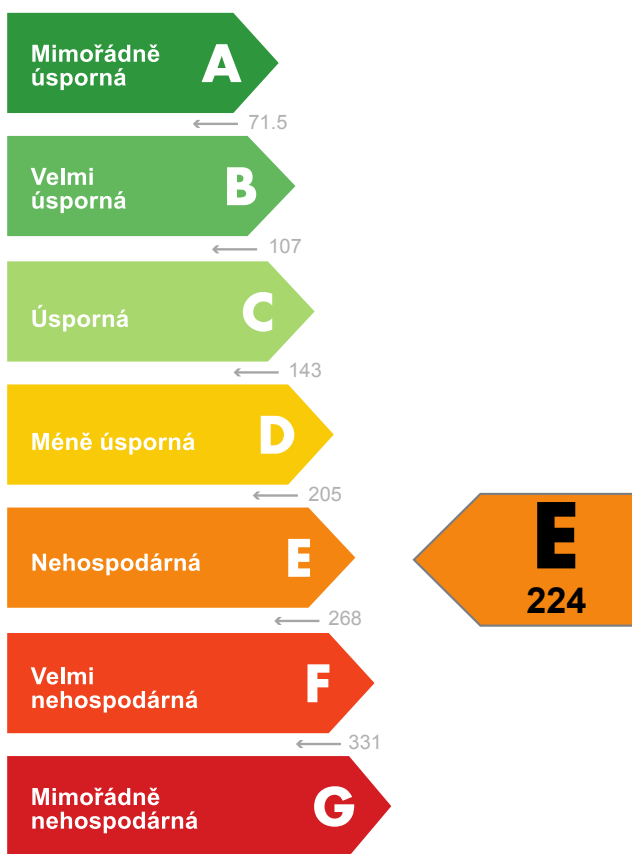 Mimořádně
úsporná
A
71.5
Velmi
úsporná
B
107
Úsporná
C
143
Méně úsporná
D
205
Nehospodárná
E
E
224
268
Velmi
nehospodárná
F
331
Mimořádně
nehospodárná
G